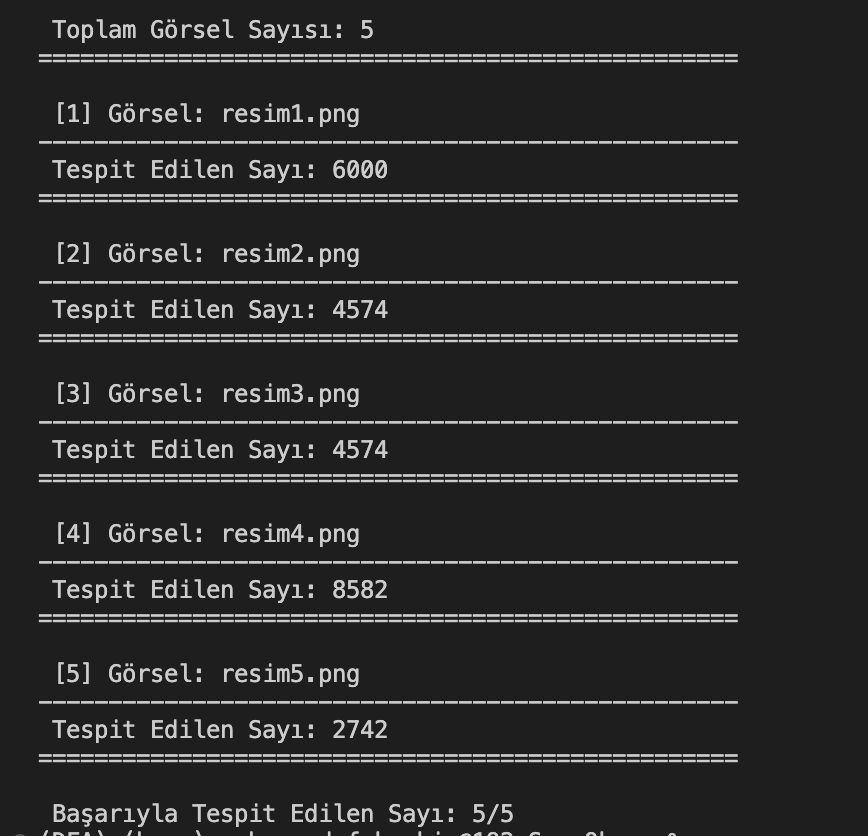 Toplam Görsel Sayısı: 5
==================================================
[1] Görsel: resim1.png
--------------------------------------------------
Tespit Edilen Sayı: 6000
==================================================
[2] Görsel: resim2.png
--------------------------------------------------
Tespit Edilen Sayı: 4574
==================================================
[3] Görsel: resim3.png
--------------------------------------------------
Tespit Edilen Sayı: 4574
==================================================
[4] Görsel: resim4.png
--------------------------------------------------
Tespit Edilen Sayı: 8582
==================================================
[5] Görsel: resim5.png
--------------------------------------------------
Tespit Edilen Sayı: 2742
==================================================
Başarıyla Tespit Edilen Sayı: 5/5